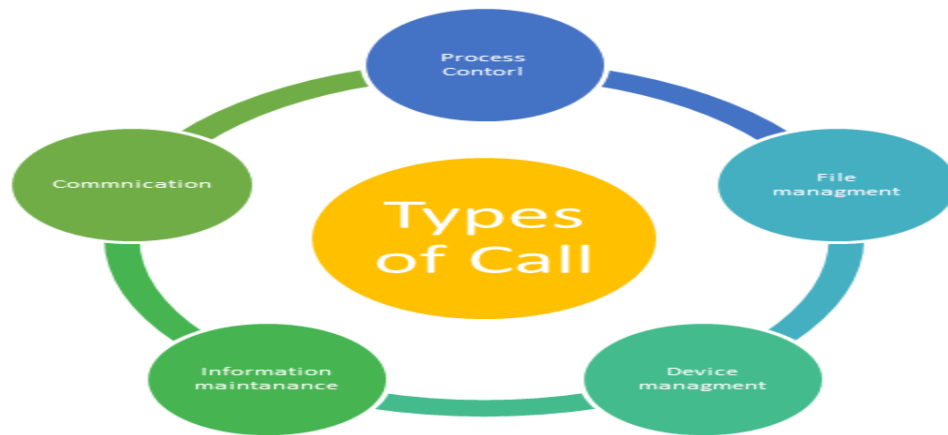 Process
Contorl
File
managment
Commnication
Types
of Call
Information
maintanance
Device
managment